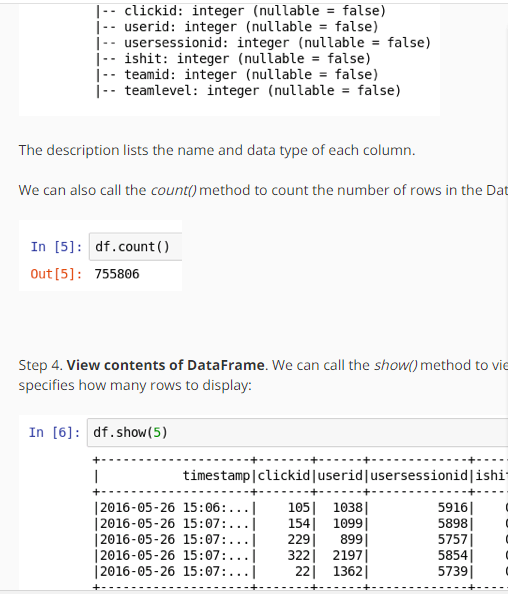 |-- clickid: integer (nullable = false)
|-- userid: integer (nullable = false)
|-- usersessionid: integer (nullable = false)
|-- ishit: integer (nullable = false)
|-- teamid: integer (nullable = false)
|-- teamlevel: integer (nullable = false)
The description lists the name and data type of each column.
We can also call the count() method to count the number of rows in the Dat
In [5]: df.count()
Out[5]: 755806
Step 4. View contents of DataFrame. We can call the show() method to vie
specifies how many rows to display:
In [6]: df.show(5)
+--------------------+-------+------+-------------+----
|           timestamp|clickid|userid|usersessionid|ishi
+--------------------+-------+------+-------------+----
|2016-05-26 15:06:...|    105|  1038|         5916|
|2016-05-26 15:07:...|    154|  1099|         5898|
|2016-05-26 15:07:...|    229|   899|         5757|
|2016-05-26 15:07:...|    322|  2197|         5854|
|2016-05-26 15:07:...|     22|  1362|         5739|
+--------------------+-------+------+-------------+----